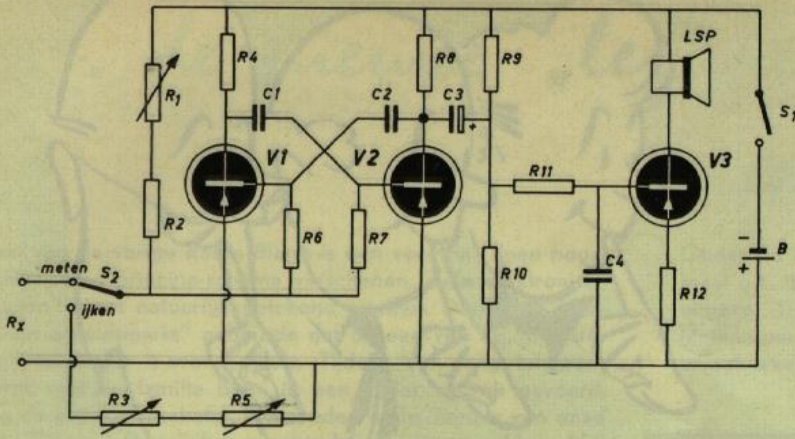 LSP
R4
R8
R9
R1
C1
C2
C3
+
S1
V1
V2
V3
R11
R2
R6
R7
C4
-
B
+
meten
S2
R10
R12
ijken
RX
R3
R5